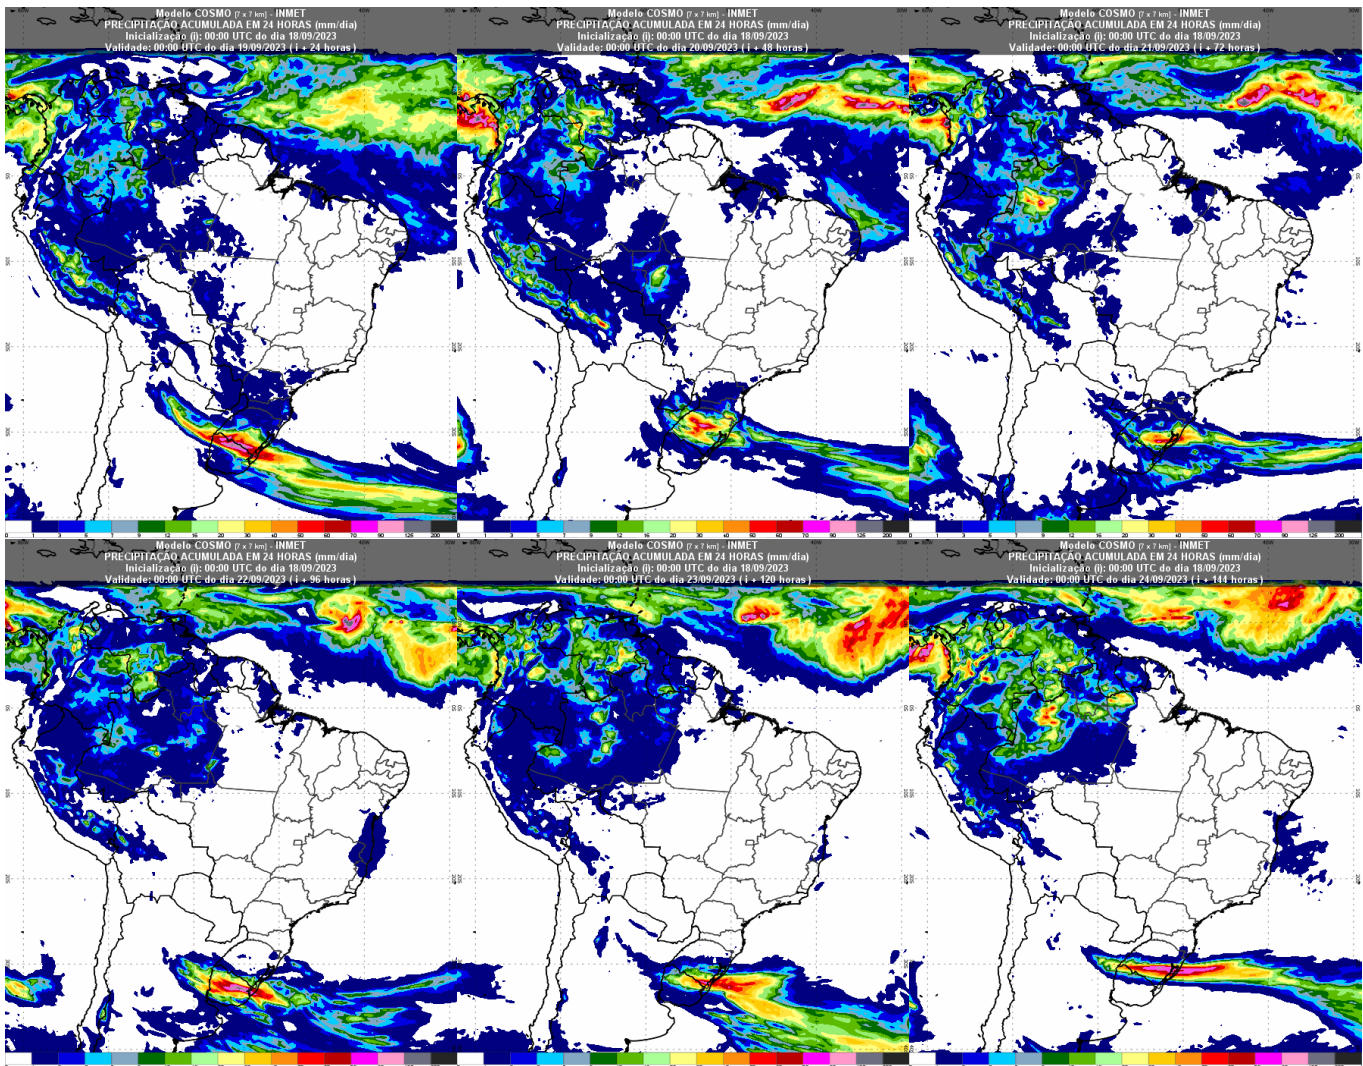 Modelo COSMO [7 x 7 km] - INMET
PRECIPITAÇÃO ACUMULADA EM 24 HORAS (mm/dia)
Inicialização (i): 00:00 UTC do dia 18/09/2023
Validade: 00:00 UTC do dia 19/09/2023 ( i + 24 horas )
Modelo COSMO [7 x 7 km] - INMET
PRECIPITAÇÃO ACUMULADA EM 24 HORAS (mm/dia)
Inicialização (i): 00:00 UTC do dia 18/09/2023
Validade: 00:00 UTC do dia 20/09/2023 ( i + 48 horas )
Modelo COSMO [7 x 7 km] - INMET
PRECIPITAÇÃO ACUMULADA EM 24 HORAS (mm/dia)
Inicialização (i): 00:00 UTC do dia 18/09/2023
Validade: 00:00 UTC do dia 21/09/2023 ( i + 72 horas )
Modelo COSMO [7 x 7 km] - INMET
PRECIPITAÇÃO ACUMULADA EM 24 HORAS (mm/dia)
Inicialização (i): 00:00 UTC do dia 18/09/2023
Validade: 00:00 UTC do dia 22/09/2023 ( i + 96 horas )
Modelo COSMO [7 x 7 km] - INMET
PRECIPITAÇÃO ACUMULADA EM 24 HORAS (mm/dia)
Inicialização (i): 00:00 UTC do dia 18/09/2023
Validade: 00:00 UTC do dia 23/09/2023 ( i + 120 horas )
Modelo COSMO [7 x 7 km] - INMET
PRECIPITAÇÃO ACUMULADA EM 24 HORAS (mm/dia)
Inicialização (i): 00:00 UTC do dia 18/09/2023
Validade: 00:00 UTC do dia 24/09/2023 ( i + 144 horas )